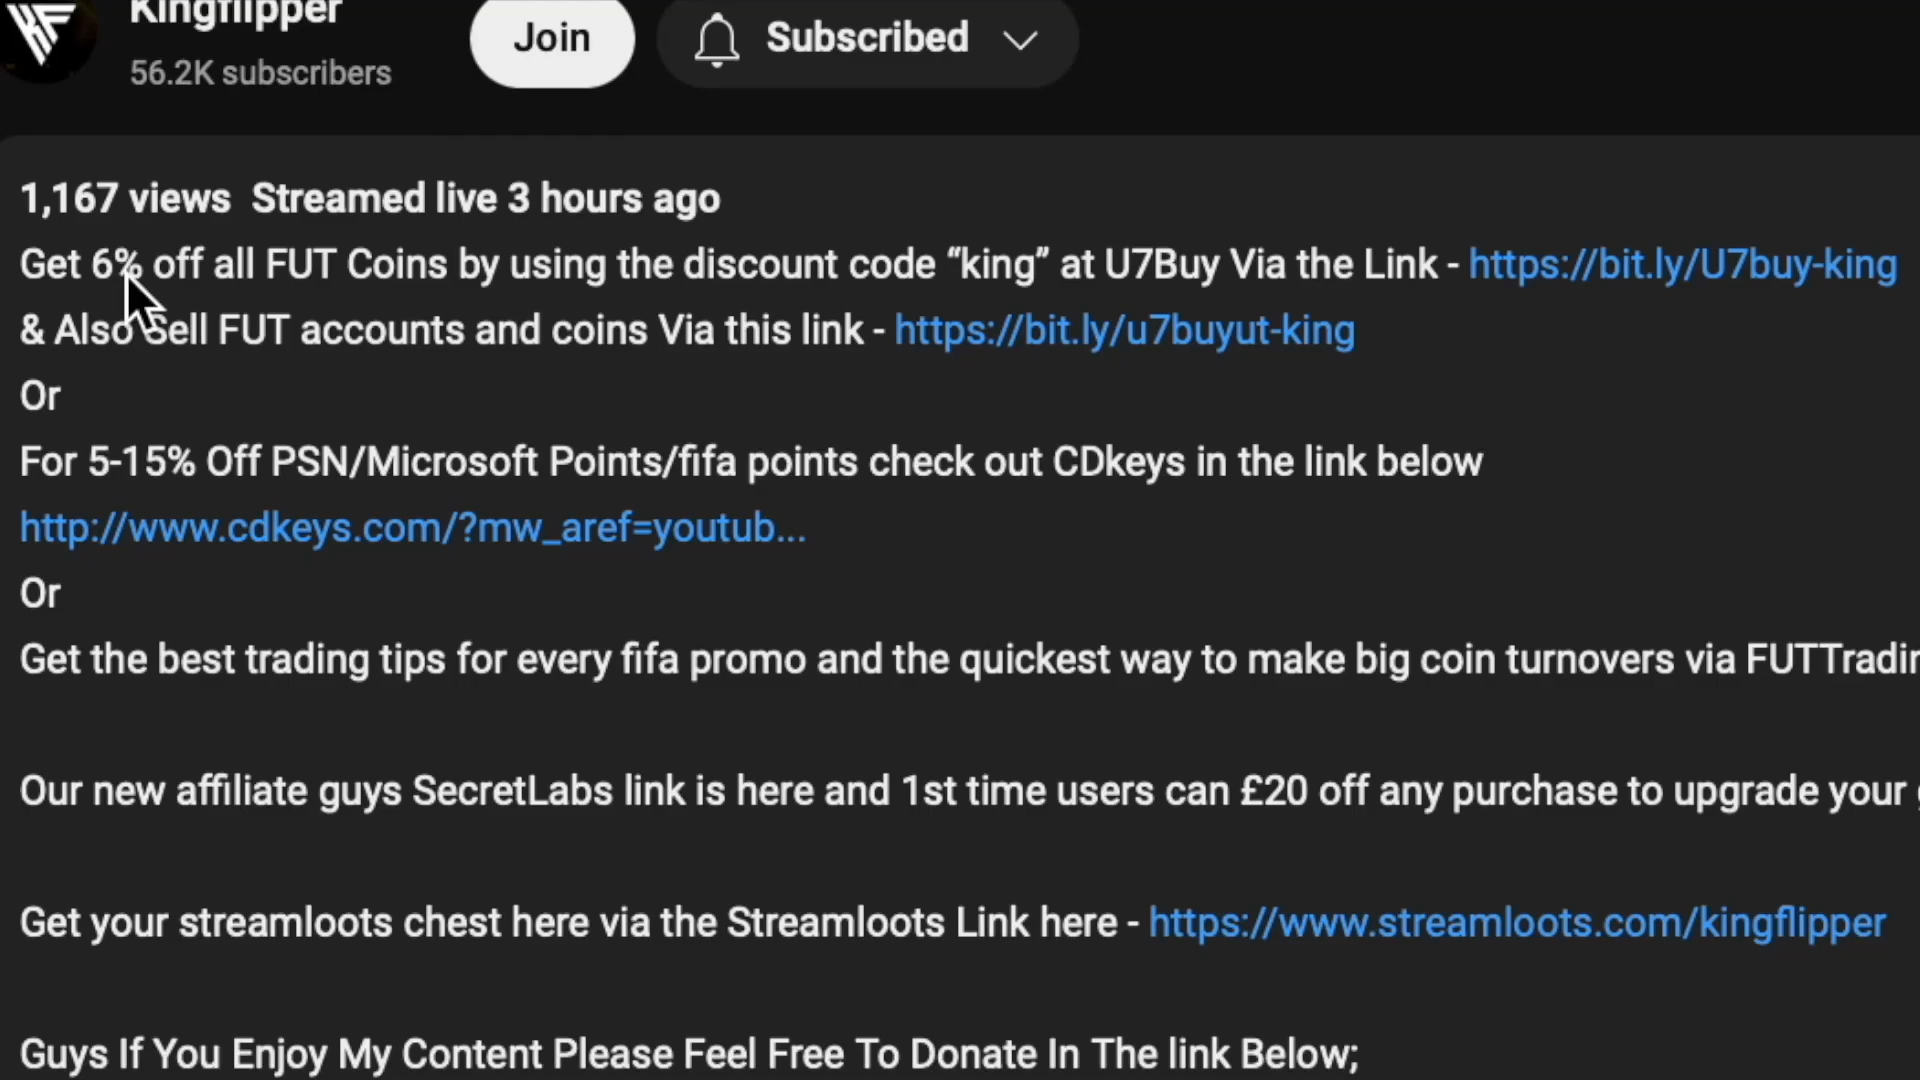 Kingflipper
56.2K subscribers
Join
Subscribed
1,167 views  Streamed live 3 hours ago
Get 6% off all FUT Coins by using the discount code “king” at U7Buy Via the Link - https://bit.ly/U7buy-king
& Also Sell FUT accounts and coins Via this link - https://bit.ly/u7buyut-king
Or
For 5-15% Off PSN/Microsoft Points/fifa points check out CDkeys in the link below
http://www.cdkeys.com/?mw_aref=youtub...
Or
Get the best trading tips for every fifa promo and the quickest way to make big coin turnovers via
Our new affiliate guys SecretLabs link is here and 1st time users can £20 off any purchase to upgrade your
Get your streamloots chest here via the Streamloots Link here - https://www.streamloots.com/kingflipper
Guys If You Enjoy My Content Please Feel Free To Donate In The link Below;